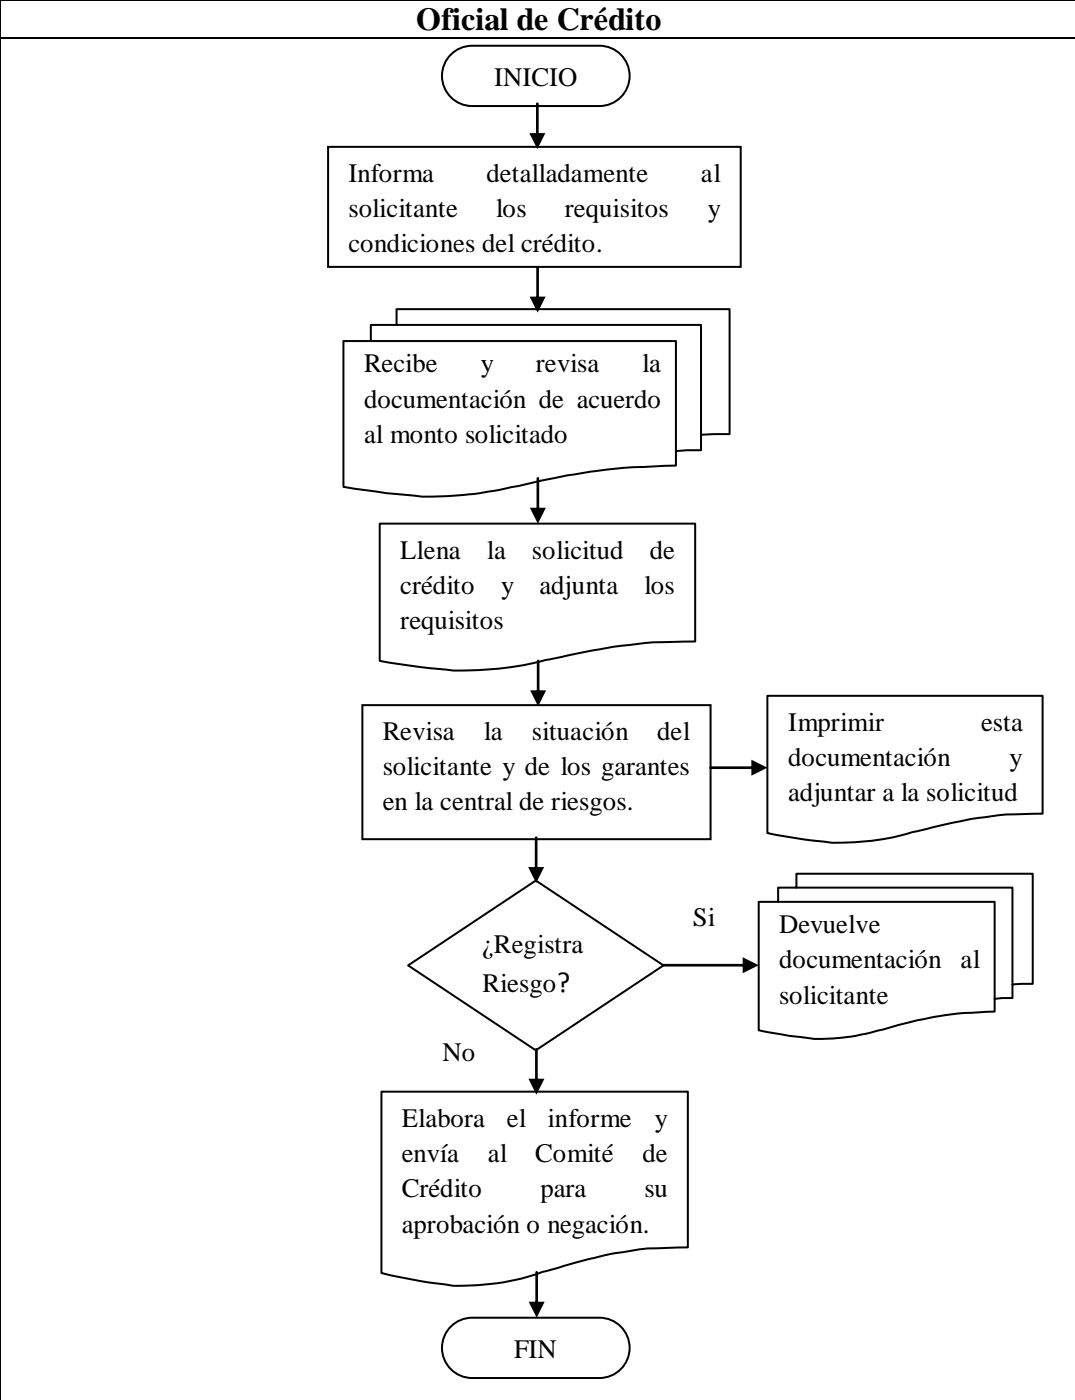 Oficial de Crédito
INICIO
Informa detalladamente al
solicitante los requisitos y
condiciones del crédito.
Recibe y revisa la
documentación de acuerdo
al monto solicitado
Llena la solicitud de
crédito y adjunta los
requisitos
Revisa la situación del
solicitante y de los garantes
en la central de riesgos.
Imprimir esta
documentación y
adjuntar a la solicitud
¿Registra
Riesgo?
Si
Devuelve
documentación al
solicitante
No
Elabora el informe y
envía al Comité de
Crédito para su
aprobación o negación.
FIN